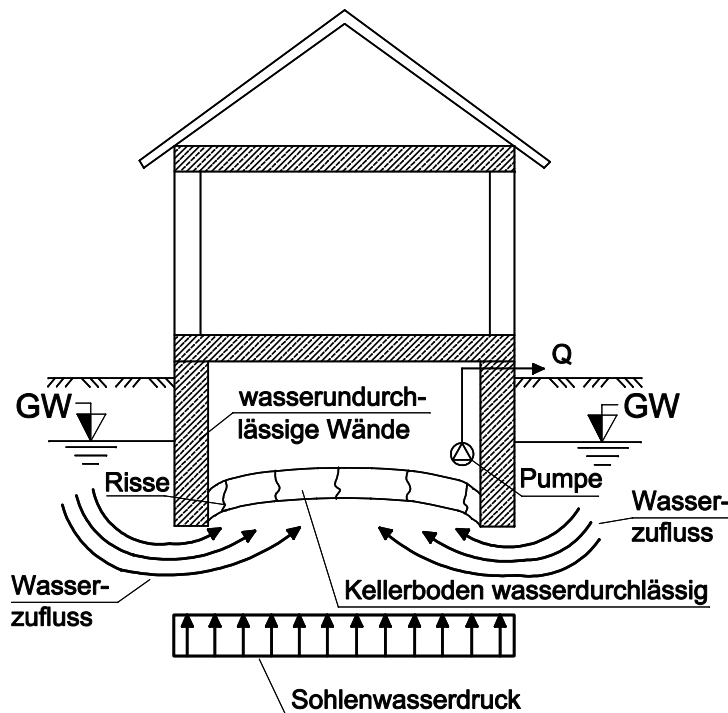 Q
GW
wasserundurch-
lässige Wände
GW
Risse
Pumpe
Wasser-
zufluss
Wasser-
zufluss
Kellerboden wasserdurchlässig
Sohlenwasserdruck